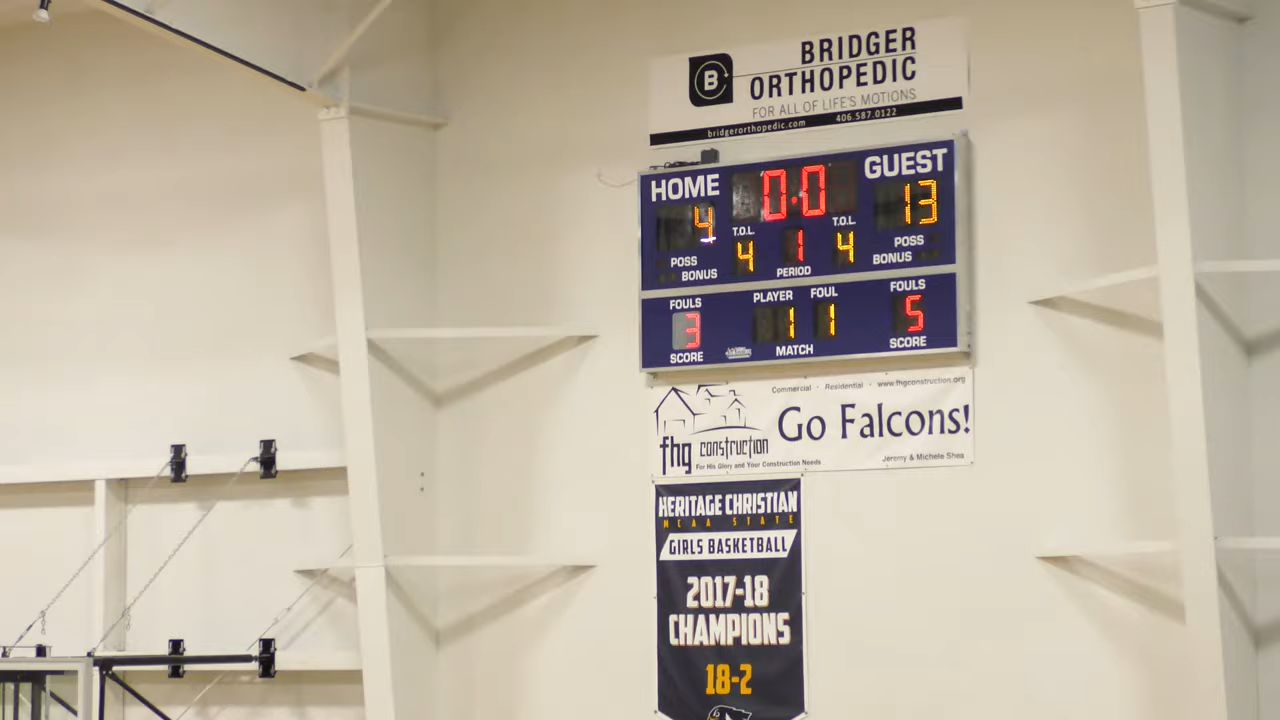 B
BRIDGER
ORTHOPEDIC
FOR ALL OF LIFE'S MOTIONS
bridgerorthopedic.com 406.587.0122
HOME 0.0 GUEST
4 13
T.O.L. T.O.L.
4 1 4
POSS POSS
BONUS PERIOD BONUS
FOULS PLAYER FOUL FOULS
3 1 1 5
SCORE MATCH SCORE
Commercial · Residential · www.fhgconstruction.org
fhg construction Go Falcons!
For His Glory and Your Construction Needs Jeremy & Michele Shea
HERITAGE CHRISTIAN
MCAA STATE
GIRLS BASKETBALL
2017-18
CHAMPIONS
18-2